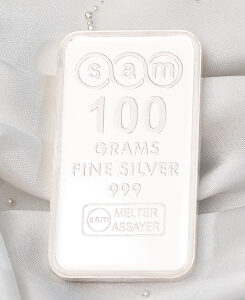 sam
100
GRAMS
FINE SILVER
999
sam MELTER
ASSAYER